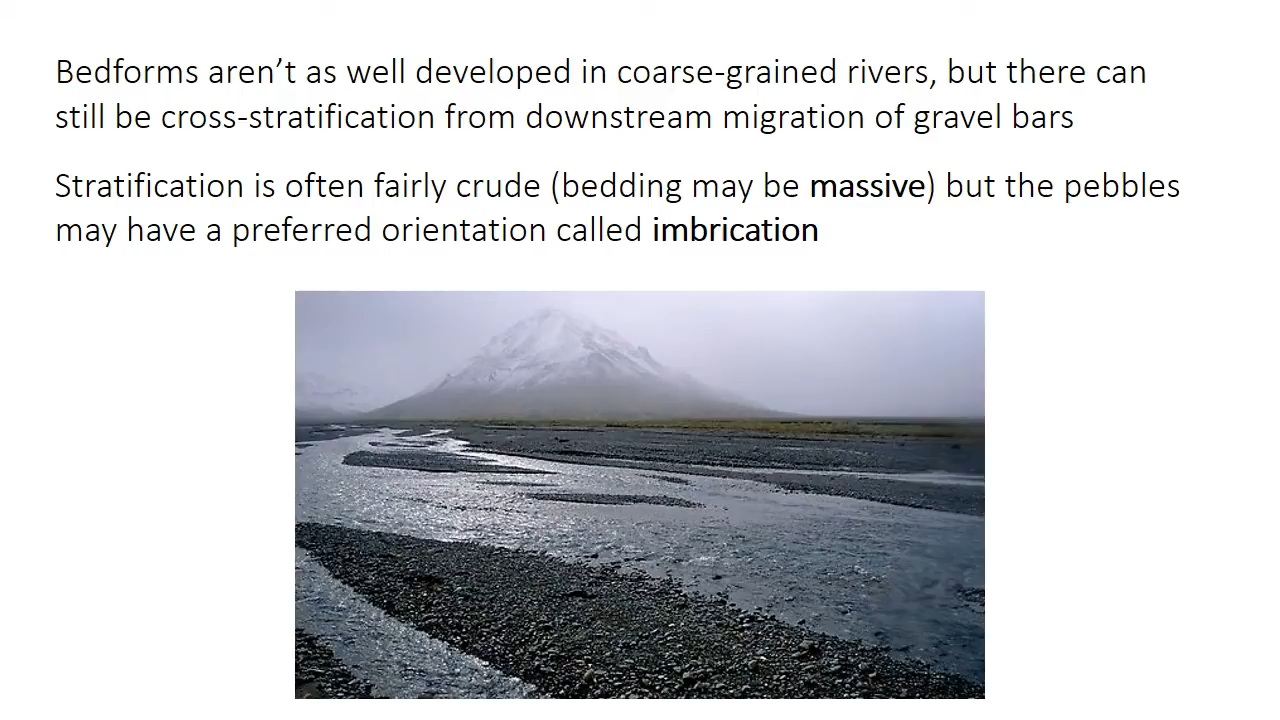 Bedforms aren’t as well developed in coarse-grained rivers, but there can
still be cross-stratification from downstream migration of gravel bars
Stratification is often fairly crude (bedding may be massive) but the pebbles
may have a preferred orientation called imbrication